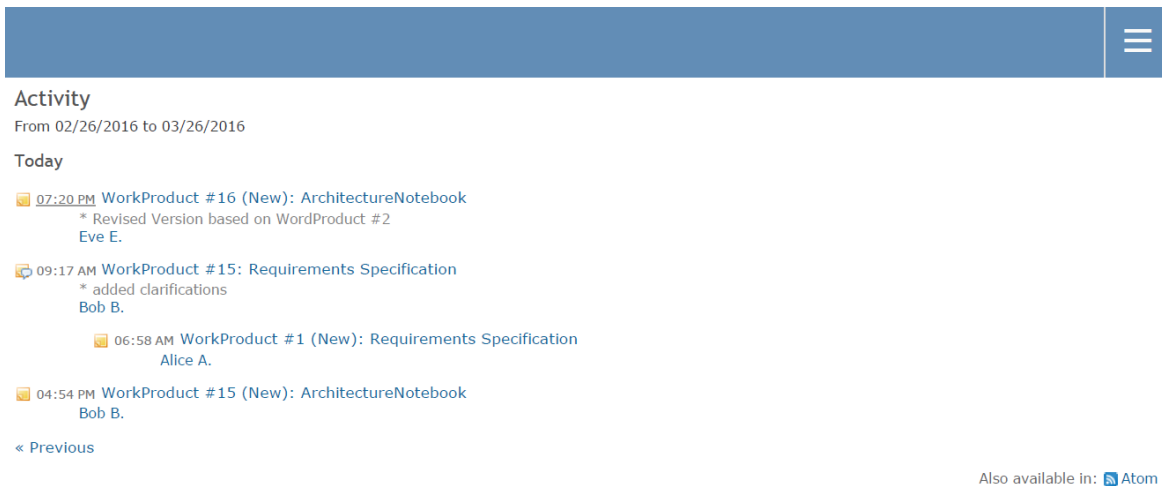 Activity
From 02/26/2016 to 03/26/2016
Today
07:20 PM WorkProduct #16 (New): ArchitectureNotebook
* Revised Version based on WordProduct #2
Eve E.
09:17 AM WorkProduct #15: Requirements Specification
* added clarifications
Bob B.
06:58 AM WorkProduct #1 (New): Requirements Specification
Alice A.
04:54 PM WorkProduct #15 (New): ArchitectureNotebook
Bob B.
« Previous
Also available in: Atom